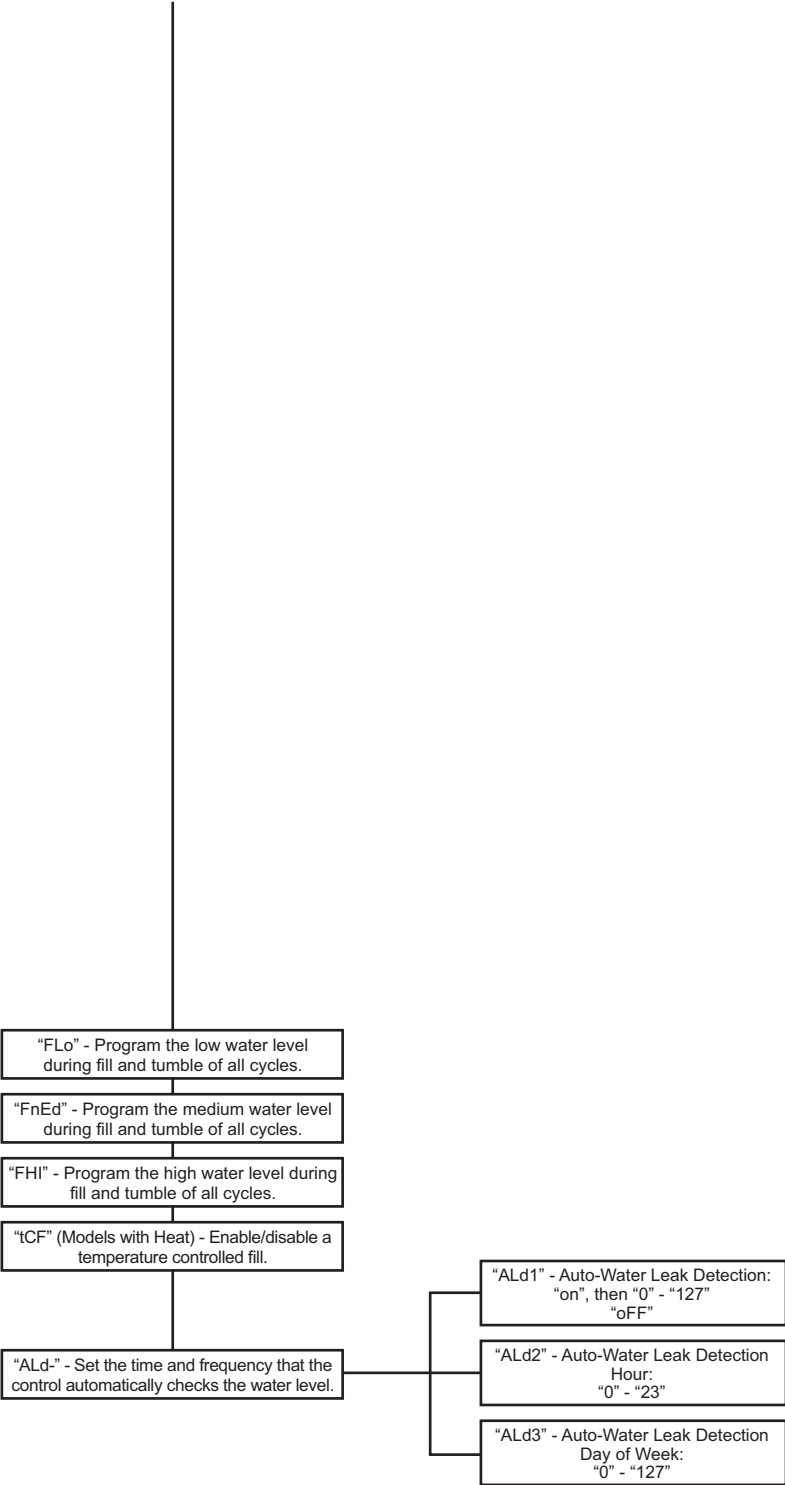 “FLo” - Program the low water level
during fill and tumble of all cycles.
“FnEd” - Program the medium water level
during fill and tumble of all cycles.
“FHI” - Program the high water level during
fill and tumble of all cycles.
“tCF” (Models with Heat) - Enable/disable a
temperature controlled fill.
“ALd-” - Set the time and frequency that the
control automatically checks the water level.
“ALd1” - Auto-Water Leak Detection:
“on”, then “0” - “127”
“oFF”
“ALd2” - Auto-Water Leak Detection
Hour:
“0” - “23”
“ALd3” - Auto-Water Leak Detection
Day of Week:
“0” - “127”